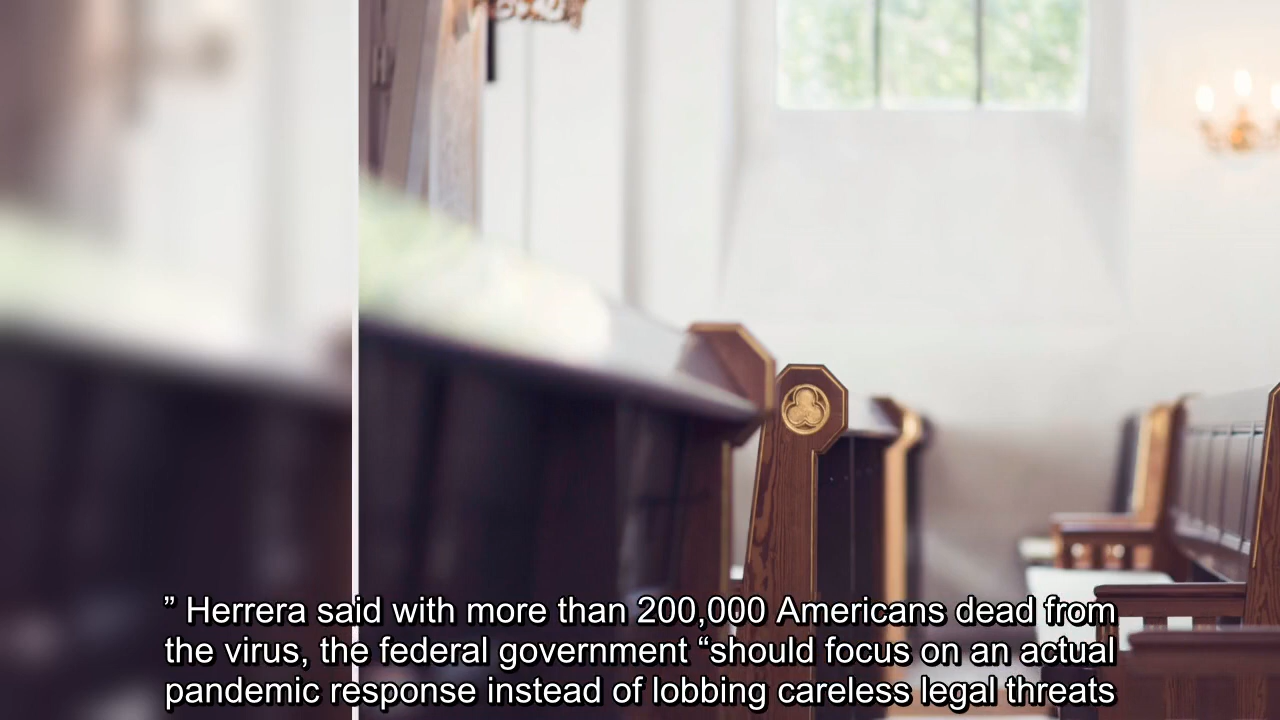 ” Herrera said with more than 200,000 Americans dead from
the virus, the federal government “should focus on an actual
pandemic response instead of lobbing careless legal threats